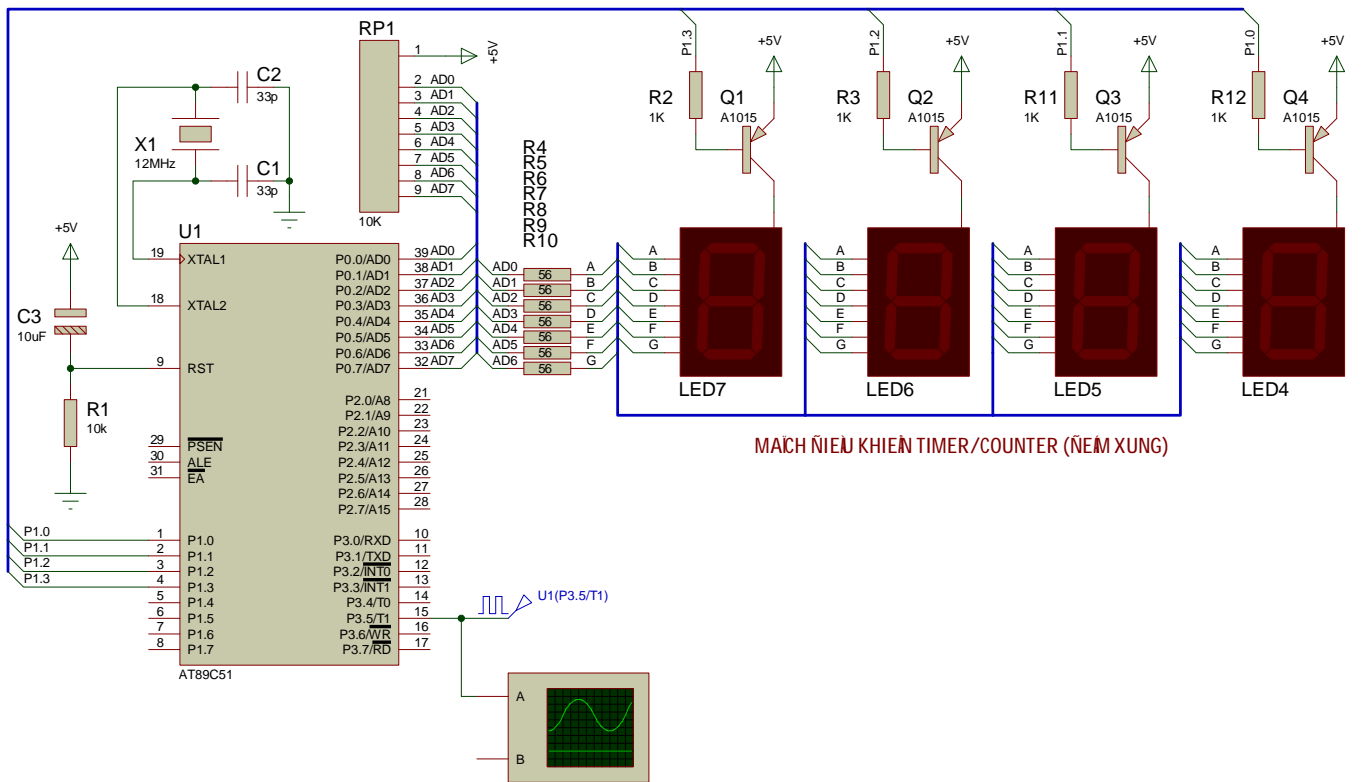 RP1
1
+5V
2 AD0
3 AD1
4 AD2
5 AD3
6 AD4
7 AD5
8 AD6
9 AD7
10K
C2
33p
X1
12MHz
C1
33p
+5V
C3
10uF
R1
10k
U1
19 XTAL1
18 XTAL2
9 RST
29 PSEN
30 ALE
31 EA
P1.0 1 P1.0
P1.1 2 P1.1
P1.2 3 P1.2
P1.3 4 P1.3
5 P1.4
6 P1.5
7 P1.6
8 P1.7
P0.0/AD0 39 AD0
P0.1/AD1 38 AD1
P0.2/AD2 37 AD2
P0.3/AD3 36 AD3
P0.4/AD4 35 AD4
P0.5/AD5 34 AD5
P0.6/AD6 33 AD6
P0.7/AD7 32 AD7
P2.0/A8 21
P2.1/A9 22
P2.2/A10 23
P2.3/A11 24
P2.4/A12 25
P2.5/A13 26
P2.6/A14 27
P2.7/A15 28
P3.0/RXD 10
P3.1/TXD 11
P3.2/INT0 12
P3.3/INT1 13
P3.4/T0 14
P3.5/T1 15
P3.6/WR 16
P3.7/RD 17
AT89C51
U1(P3.5/T1)
A
B
R4
R5
R6
R7
R8
R9
R10
AD0 56 A
AD1 56 B
AD2 56 C
AD3 56 D
AD4 56 E
AD5 56 F
AD6 56 G
P1.3
R2
1K
+5V
Q1
A1015
A
B
C
D
E
F
G
LED7
P1.2
R3
1K
+5V
Q2
A1015
A
B
C
D
E
F
G
LED6
P1.1
R11
1K
+5V
Q3
A1015
A
B
C
D
E
F
G
LED5
P1.0
R12
1K
+5V
Q4
A1015
A
B
C
D
E
F
G
LED4
KHIEN TIMER/COUNTER XUNG)